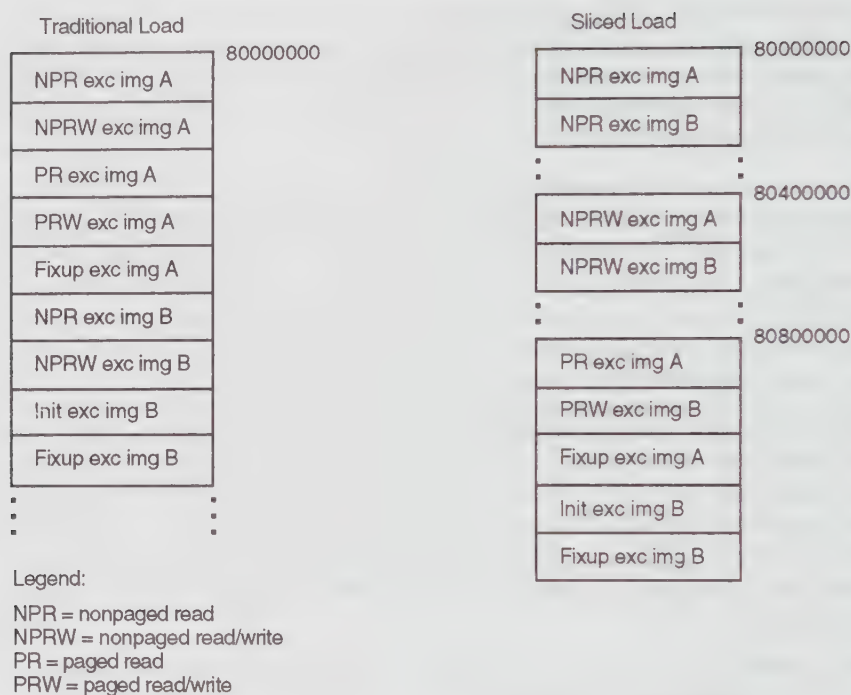 Traditional Load
80000000
NPR exc img A
NPRW exc img A
PR exc img A
PRW exc img A
Fixup exc img A
NPR exc img B
NPRW exc img B
Init exc img B
Fixup exc img B
Sliced Load
80000000
NPR exc img A
NPR exc img B
80400000
NPRW exc img A
NPRW exc img B
80800000
PR exc img A
PRW exc img B
Fixup exc img A
Init exc img B
Fixup exc img B
Legend:
NPR = nonpaged read
NPRW = nonpaged read/write
PR = paged read
PRW = paged read/write